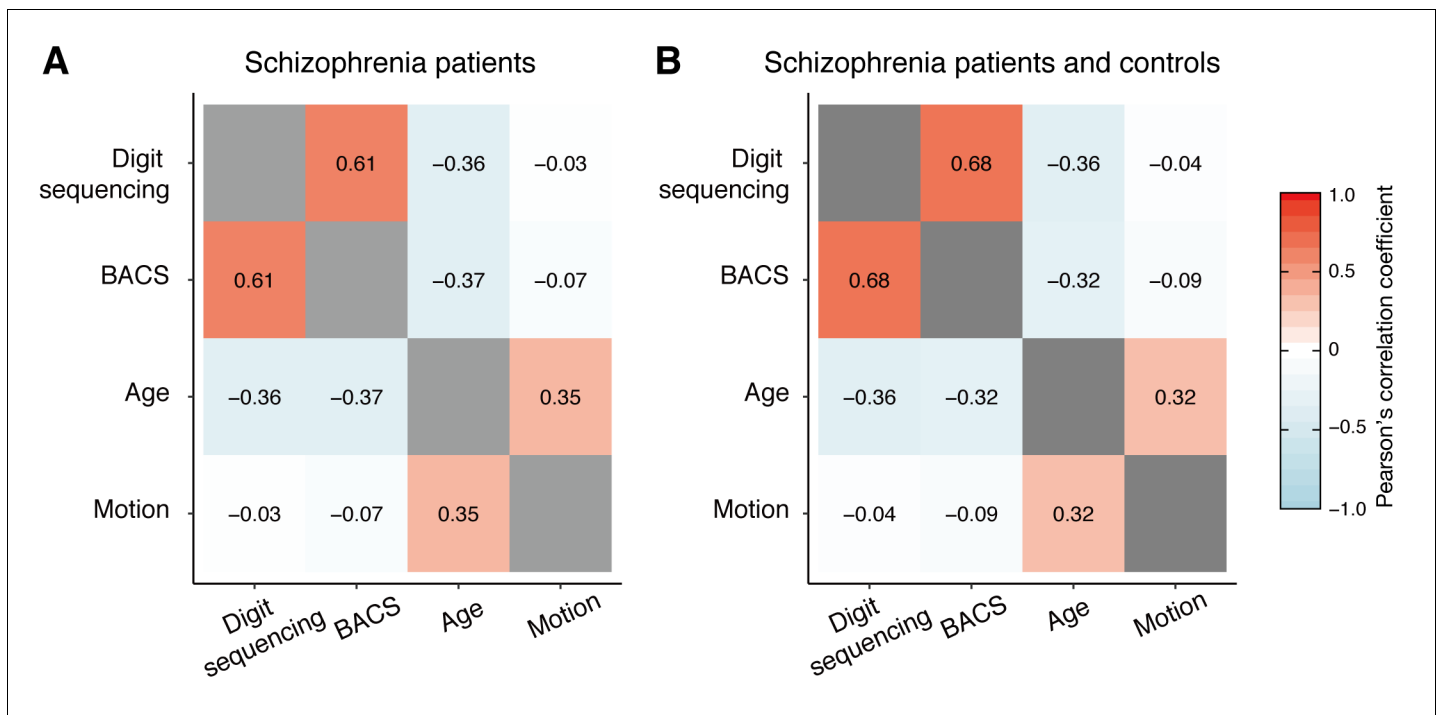 A
Schizophrenia patients
Digit
sequencing
0.61
−0.36
−0.03
BACS
0.61
−0.37
−0.07
Age
−0.36
−0.37
0.35
Motion
−0.03
−0.07
0.35
Digit
sequencing
BACS
Age
Motion
B
Schizophrenia patients and controls
Digit
sequencing
0.68
−0.36
−0.04
BACS
0.68
−0.32
−0.09
Age
−0.36
−0.32
0.32
Motion
−0.04
−0.09
0.32
Digit
sequencing
BACS
Age
Motion
1.0
0.5
0
−0.5
−1.0
Pearson's correlation coefficient